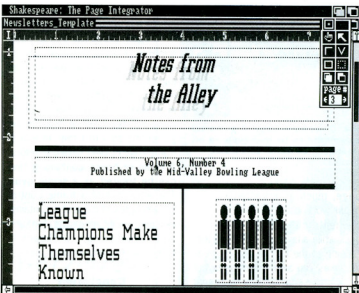 Shakespeare: The Page Integrator
Newsletters_Template
Notes from
the Alley
page #
3
Volume 6, Number 4
Published by the Mid-Valley Bowling League
League
Champions Make
Themselves
Known